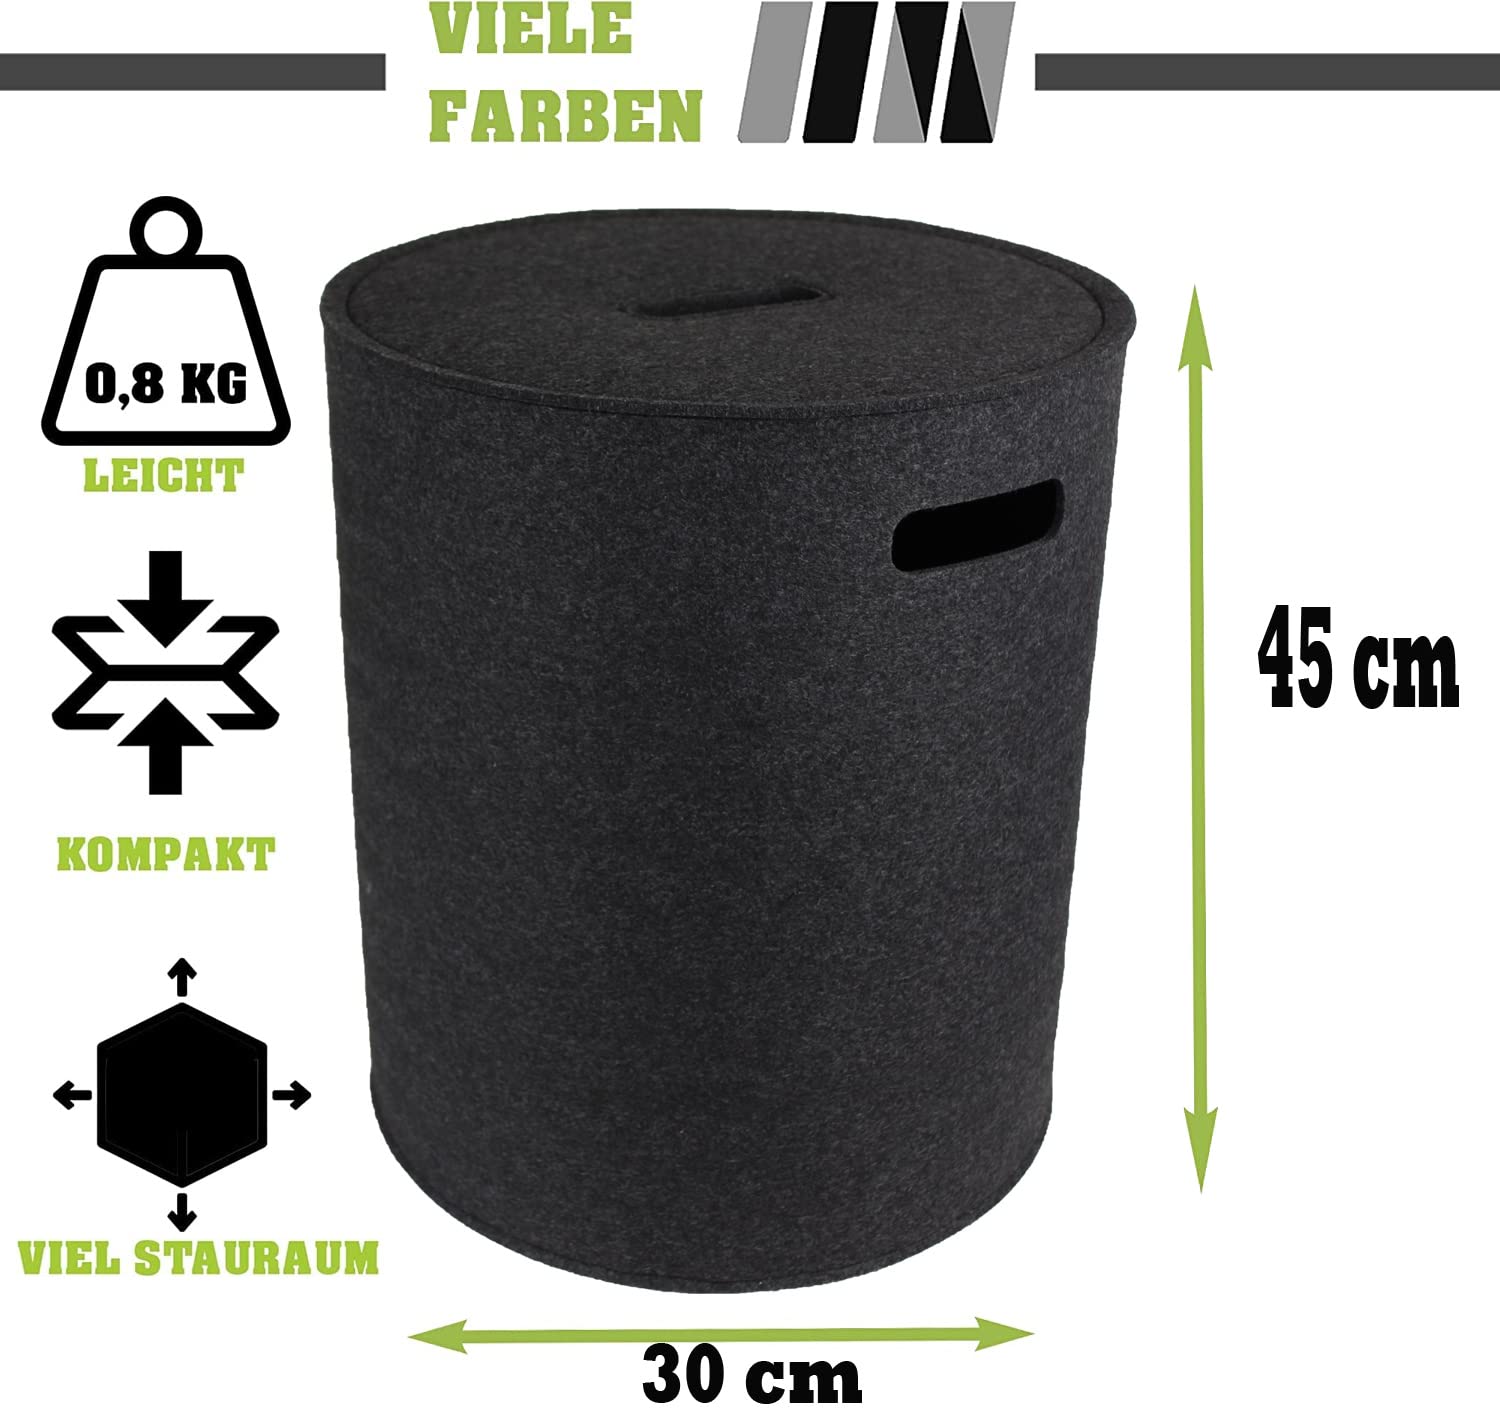 VIELE
FARBEN
0,8 KG
LEICHT
KOMPAKT
VIEL STAURAUM
45 cm
30 cm